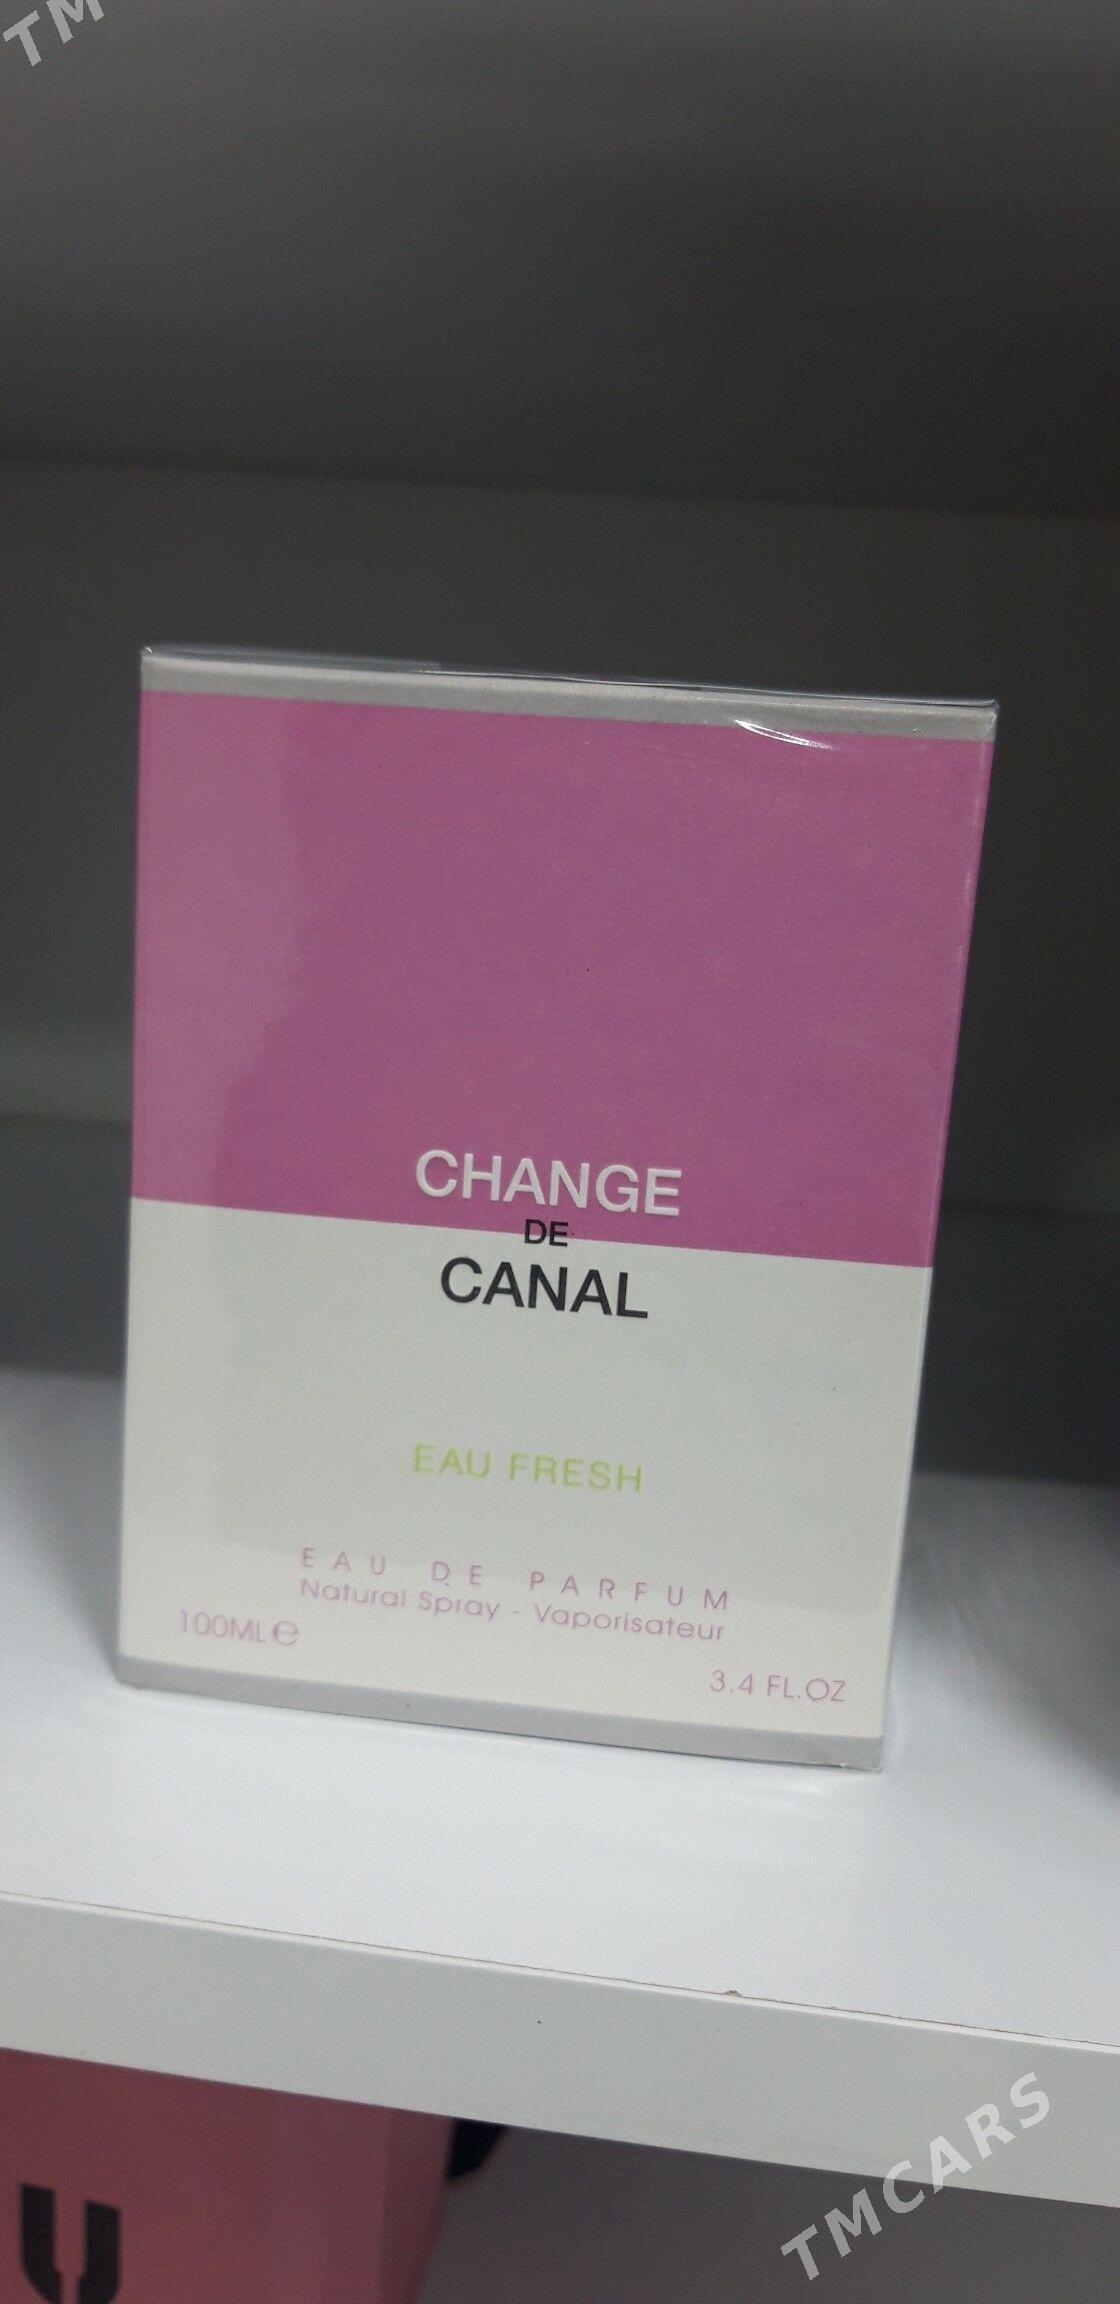 TM
CHANGE
DE
CANAL
EAU FRESH
EAU DE PARFUM
Natural Spray - Vaporisateur
100ML e
3.4 FL.OZ
U
TMCARS